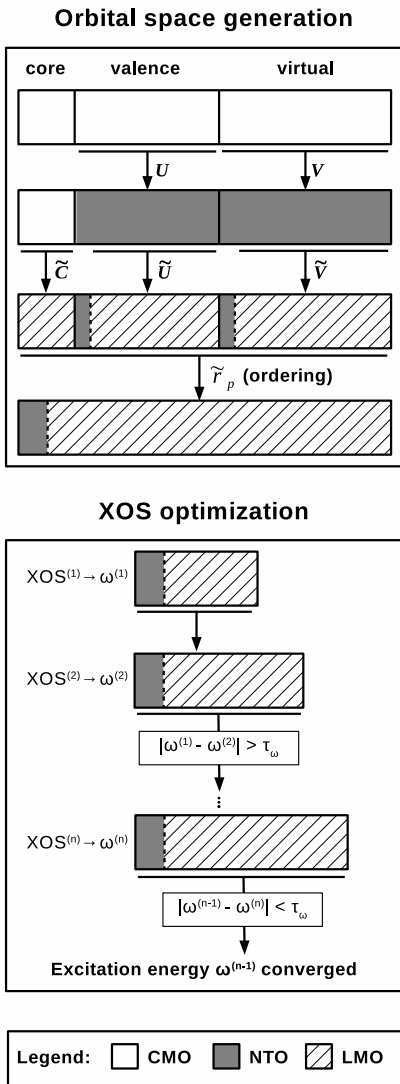 Orbital space generation
core valence virtual
U V
C̃ Ũ Ṽ
r̃ p (ordering)
XOS optimization
XOS(1)→ ω(1)
XOS(2)→ ω(2)
|ω(1) - ω(2)| > τω
⋮
XOS(n)→ ω(n)
|ω(n-1) - ω(n)| < τω
Excitation energy ω(n-1) converged
Legend: CMO NTO LMO